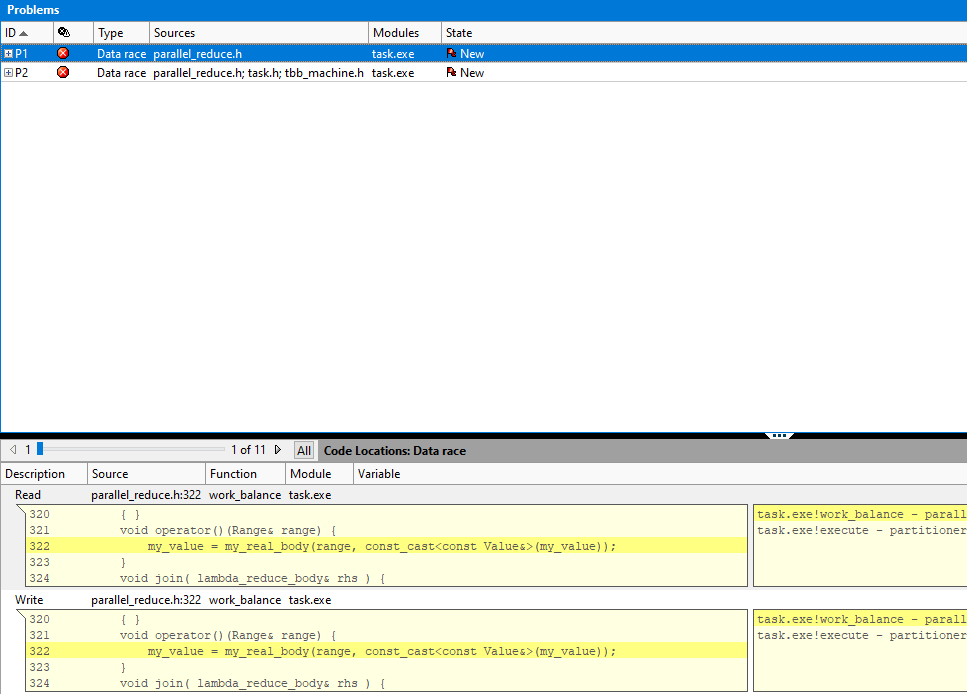 Problems
ID Type Sources Modules State
P1 Data race parallel_reduce.h task.exe New
P2 Data race parallel_reduce.h; task.h; tbb_machine.h task.exe New
1 1 of 11 All Code Locations: Data race
Description Source Function Module Variable
Read parallel_reduce.h:322 work_balance task.exe
320 { } task.exe!work_balance - parall
321 void operator()(Range& range) { task.exe!execute - partitioner
322 my_value = my_real_body(range, const_cast<const Value&>(my_value));
323 }
324 void join( lambda_reduce_body& rhs ) {
Write parallel_reduce.h:322 work_balance task.exe
320 { } task.exe!work_balance - parall
321 void operator()(Range& range) { task.exe!execute - partitioner
322 my_value = my_real_body(range, const_cast<const Value&>(my_value));
323 }
324 void join( lambda_reduce_body& rhs ) {